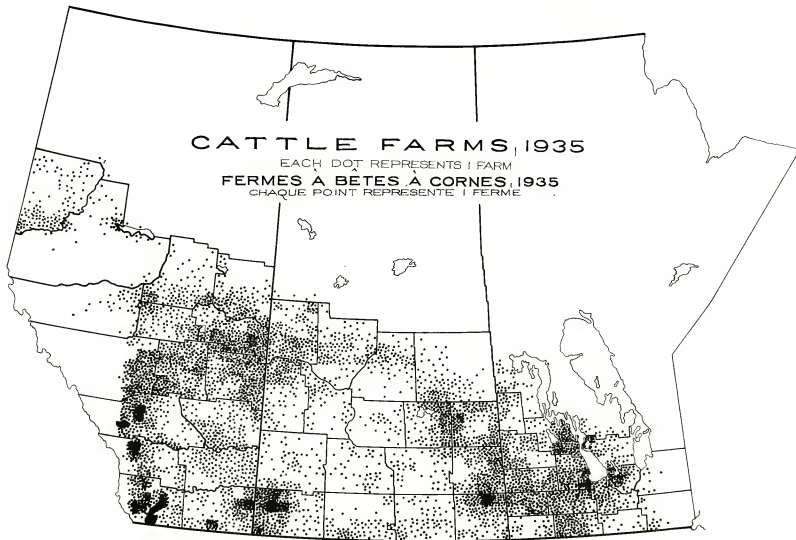 CATTLE FARMS, 1935
EACH DOT REPRESENTS 1 FARM
FERMES À BÊTES À CORNES, 1935
CHAQUE POINT REPRESENTE 1 FERME